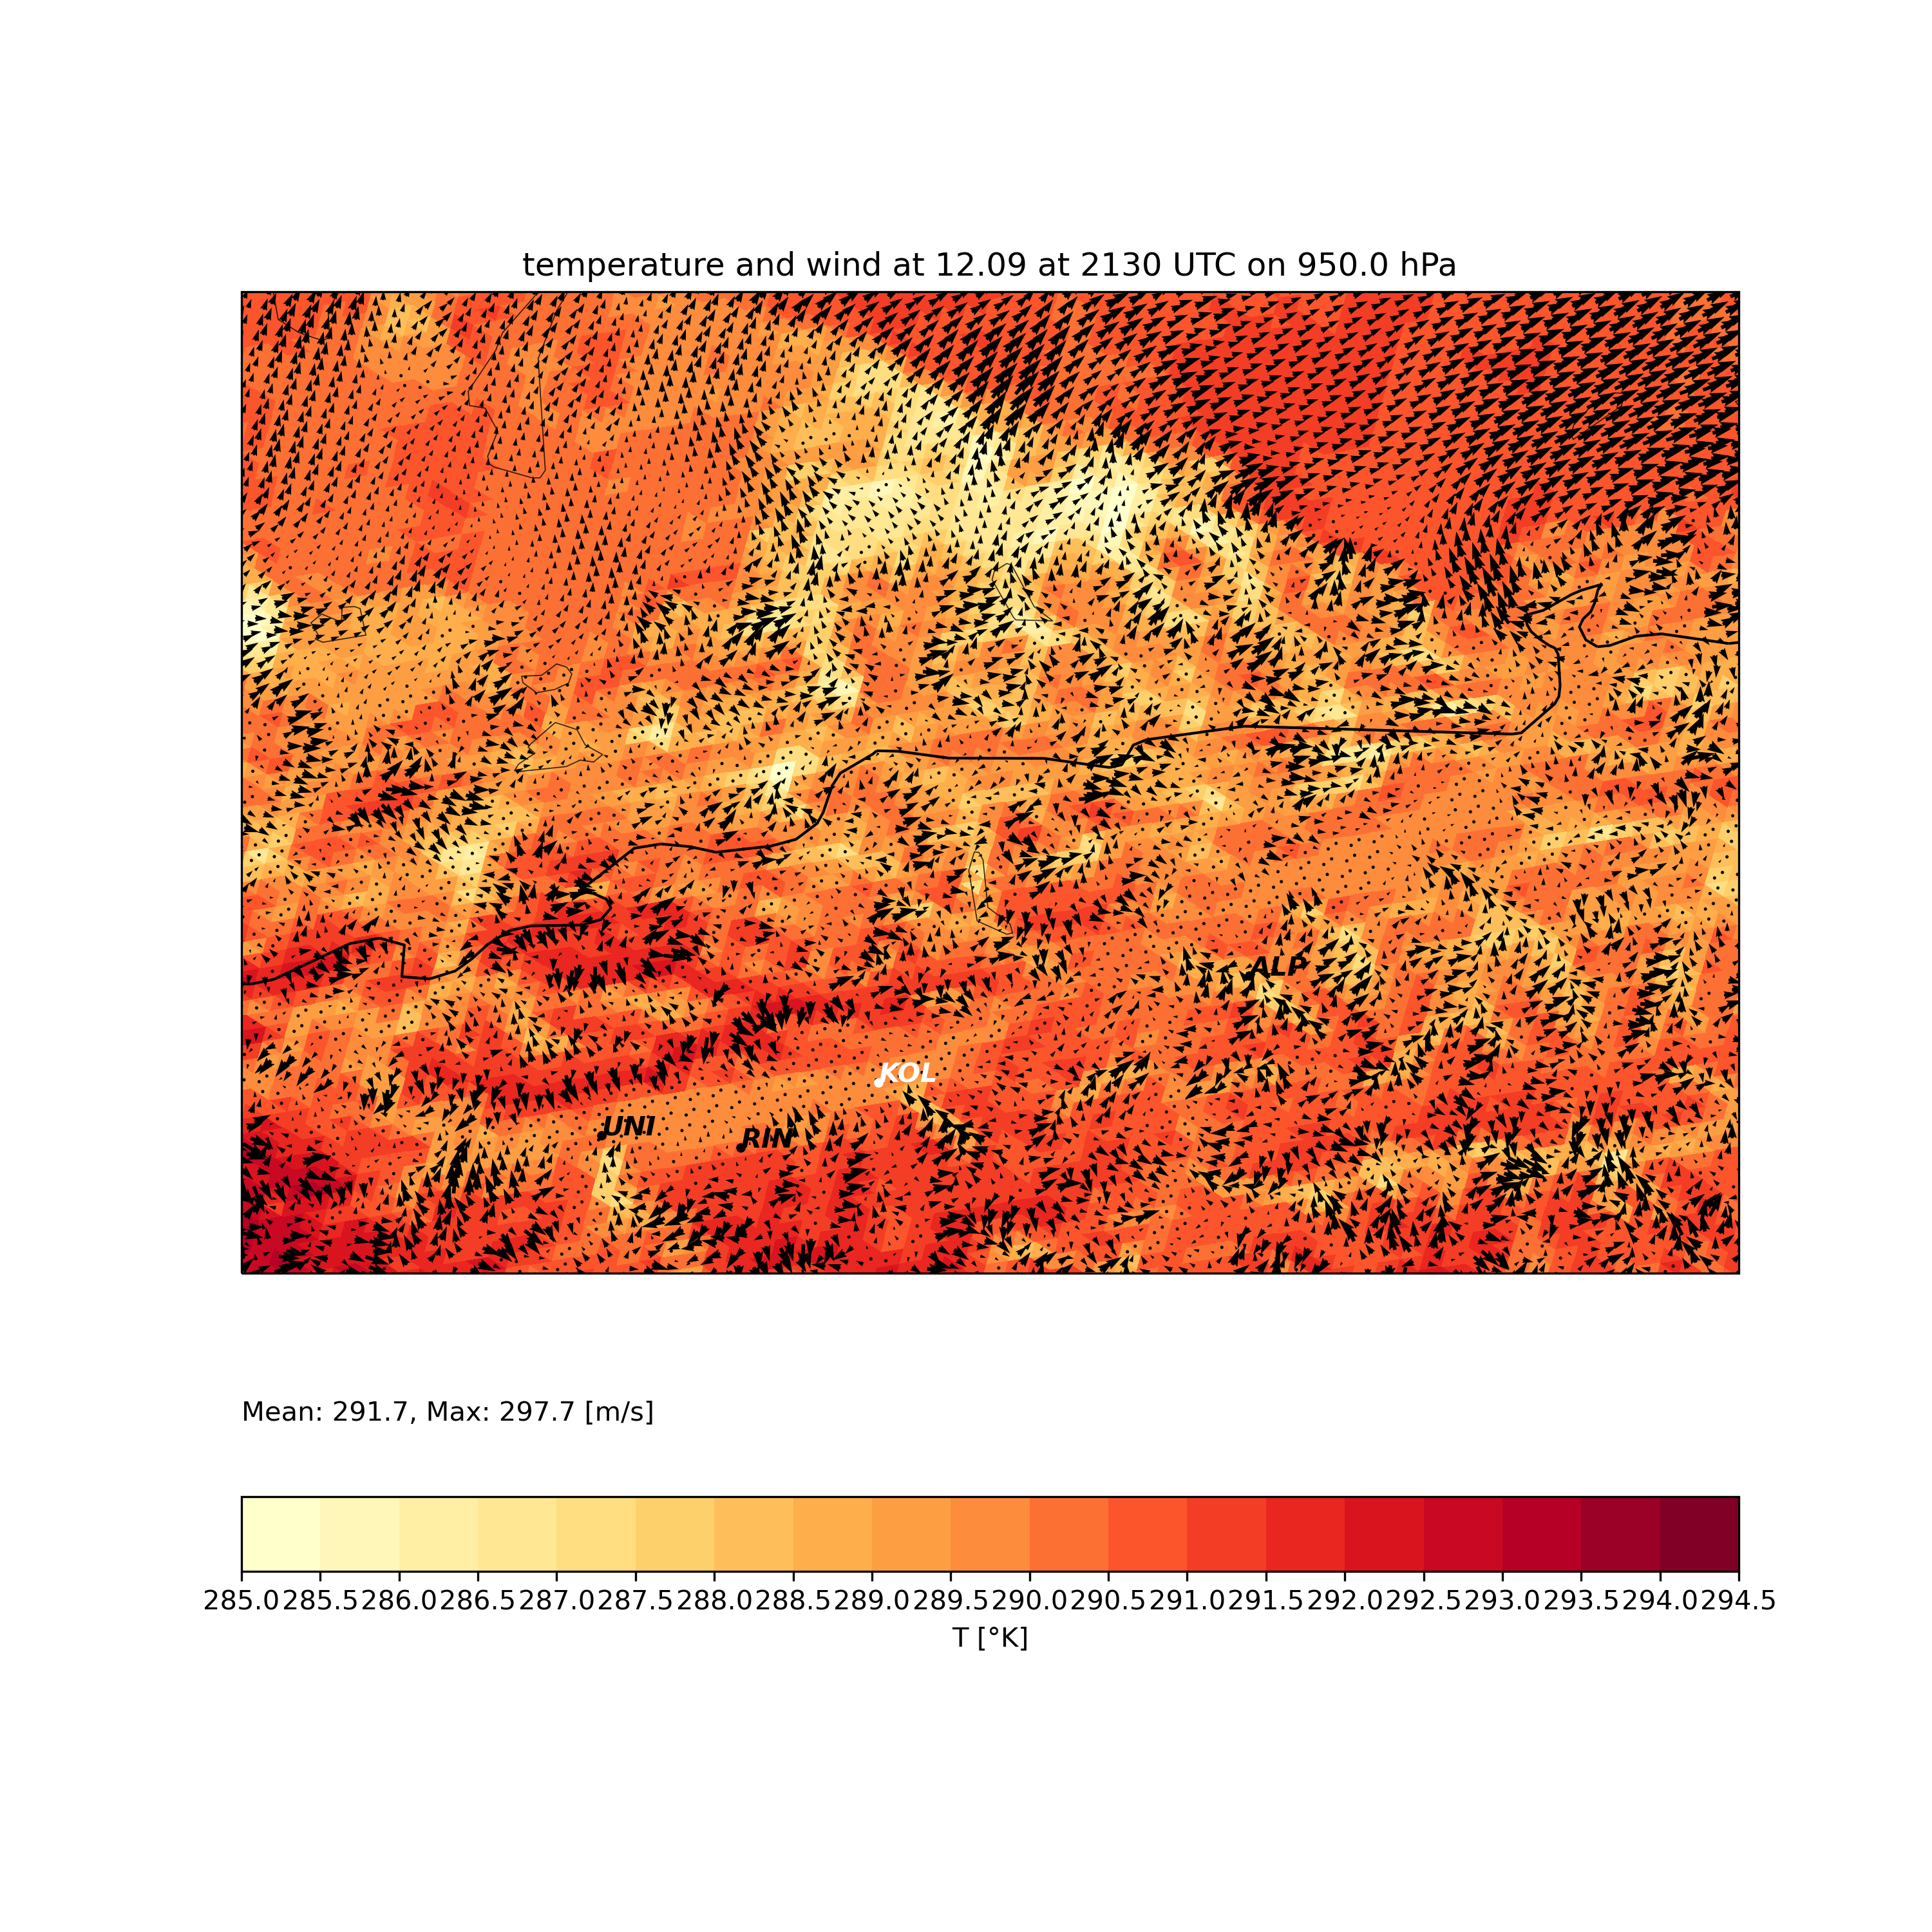 temperature and wind at 12.09 at 2130 UTC on 950.0 hPa
ALP
KOL
UNI
RIN
Mean: 291.7, Max: 297.7 [m/s]
285.0 285.5 286.0 286.5 287.0 287.5 288.0 288.5 289.0 289.5 290.0 290.5 291.0 291.5 292.0 292.5 293.0 293.5 294.0 294.5
T [°K]